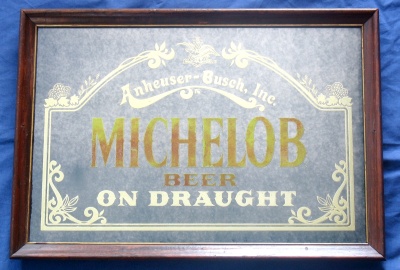 Anheuser-Busch, Inc.
MICHELOB
BEER
ON DRAUGHT